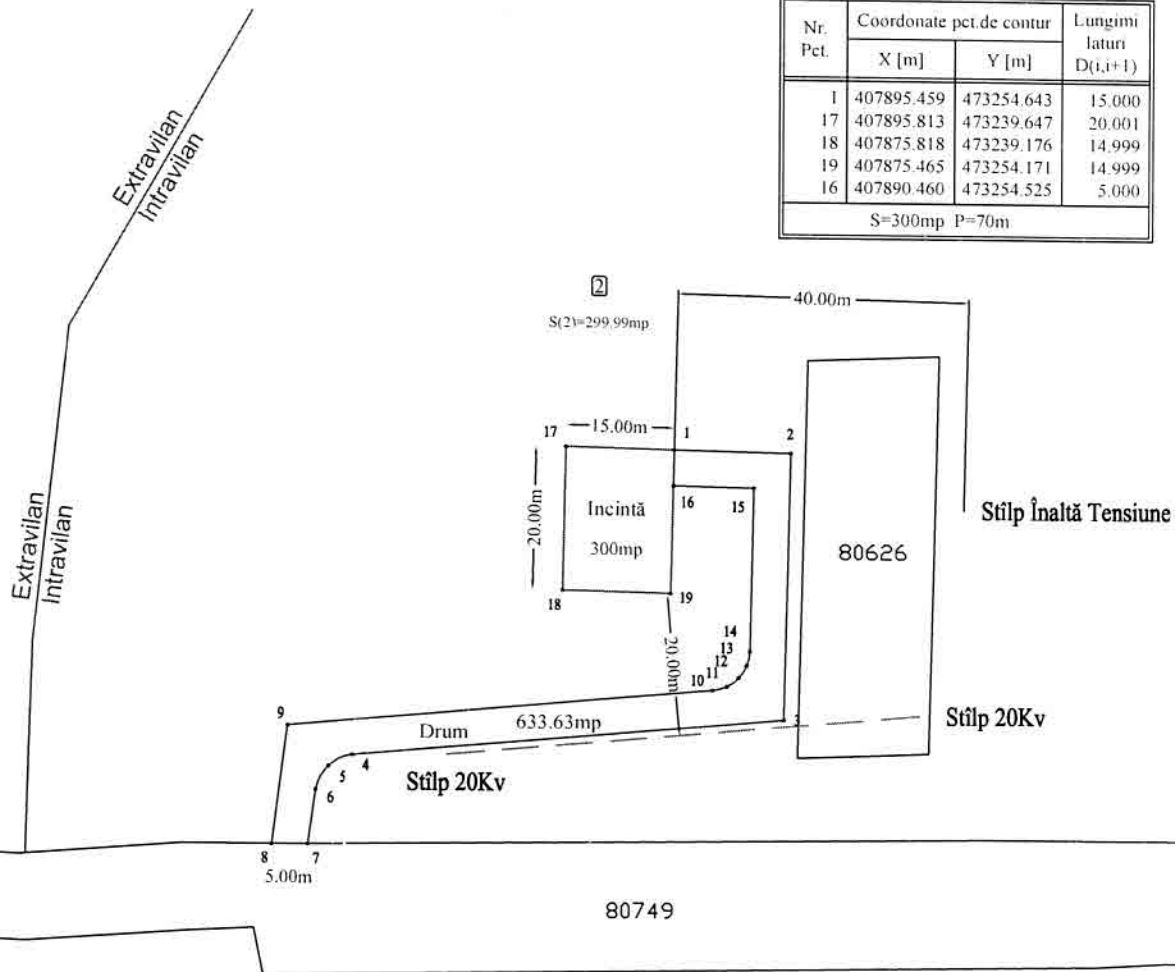 Nr. Pct. Coordonate pct.de contur Lungimi laturi D(i,i+1)
X [m] Y [m]
1 407895.459 473254.643 15.000
17 407895.813 473239.647 20.001
18 407875.818 473239.176 14.999
19 407875.465 473254.171 14.999
16 407890.460 473254.525 5.000
S=300mp P=70m
Extravilan
Intravilan
2
S(2)=299.99mp
40.00m
15.00m
17
1
2
20.00m
Incintă
300mp
16
15
Stîlp Înaltă Tensiune
80626
Extravilan
Intravilan
18
19
20.00m
14
13
12
11
10
9
Drum
633.63mp
3
Stîlp 20Kv
4
5
6
Stîlp 20Kv
8
7
5.00m
80749